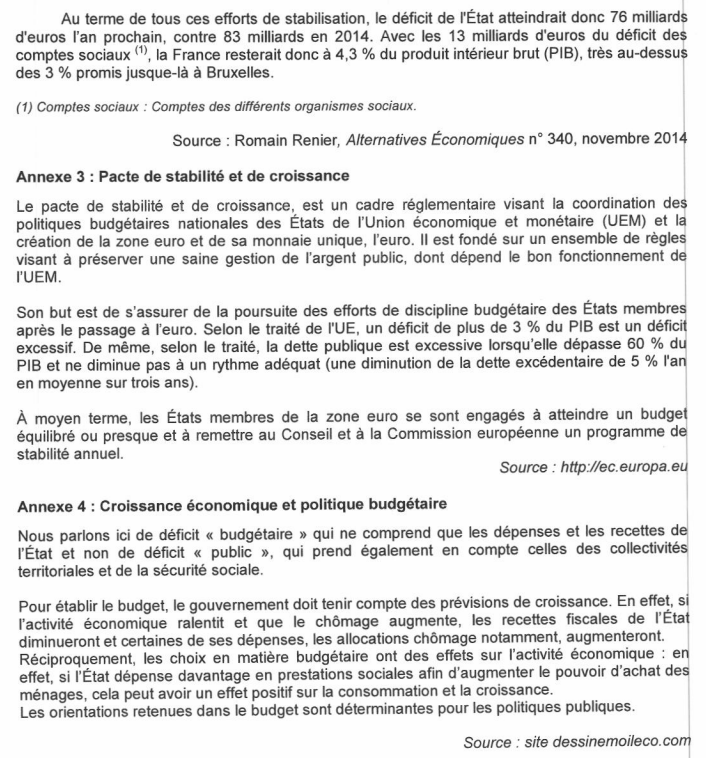 Au terme de tous ces efforts de stabilisation, le déficit de l'État atteindrait donc 76 milliards
d'euros l'an prochain, contre 83 milliards en 2014. Avec les 13 milliards d'euros du déficit des
comptes sociaux (1), la France resterait donc à 4,3 % du produit intérieur brut (PIB), très au-dessus
des 3 % promis jusque-là à Bruxelles.
(1) Comptes sociaux : Comptes des différents organismes sociaux.
Source : Romain Renier, Alternatives Économiques n° 340, novembre 2014
Annexe 3 : Pacte de stabilité et de croissance
Le pacte de stabilité et de croissance, est un cadre réglementaire visant la coordination des
politiques budgétaires nationales des États de l'Union économique et monétaire (UEM) et la
création de la zone euro et de sa monnaie unique, l'euro. Il est fondé sur un ensemble de règles
visant à préserver une saine gestion de l'argent public, dont dépend le bon fonctionnement de
l'UEM.
Son but est de s'assurer de la poursuite des efforts de discipline budgétaire des États membres
après le passage à l'euro. Selon le traité de l'UE, un déficit de plus de 3 % du PIB est un déficit
excessif. De même, selon le traité, la dette publique est excessive lorsqu'elle dépasse 60 % du
PIB et ne diminue pas à un rythme adéquat (une diminution de la dette excédentaire de 5 % l'an
en moyenne sur trois ans).
À moyen terme, les États membres de la zone euro se sont engagés à atteindre un budget
équilibré ou presque et à remettre au Conseil et à la Commission européenne un programme de
stabilité annuel.
Source : http://ec.europa.eu
Annexe 4 : Croissance économique et politique budgétaire
Nous parlons ici de déficit « budgétaire » qui ne comprend que les dépenses et les recettes de
l'État et non de déficit « public », qui prend également en compte celles des collectivités
territoriales et de la sécurité sociale.
Pour établir le budget, le gouvernement doit tenir compte des prévisions de croissance. En effet, si
l'activité économique ralentit et que le chômage augmente, les recettes fiscales de l'État
diminueront et certaines de ses dépenses, les allocations chômage notamment, augmenteront.
Réciproquement, les choix en matière budgétaire ont des effets sur l'activité économique : en
effet, si l'État dépense davantage en prestations sociales afin d'augmenter le pouvoir d'achat des
ménages, cela peut avoir un effet positif sur la consommation et la croissance.
Les orientations retenues dans le budget sont déterminantes pour les politiques publiques.
Source : site dessinemoileco.com